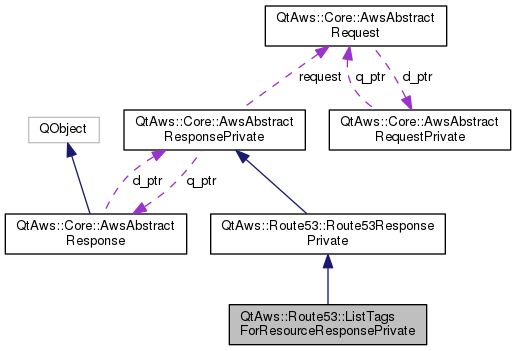 QtAws::Core::AwsAbstract
Request
request
q_ptr
d_ptr
QObject
QtAws::Core::AwsAbstract
ResponsePrivate
QtAws::Core::AwsAbstract
RequestPrivate
d_ptr
q_ptr
QtAws::Core::AwsAbstract
Response
QtAws::Route53::Route53Response
Private
QtAws::Route53::ListTags
ForResourceResponsePrivate